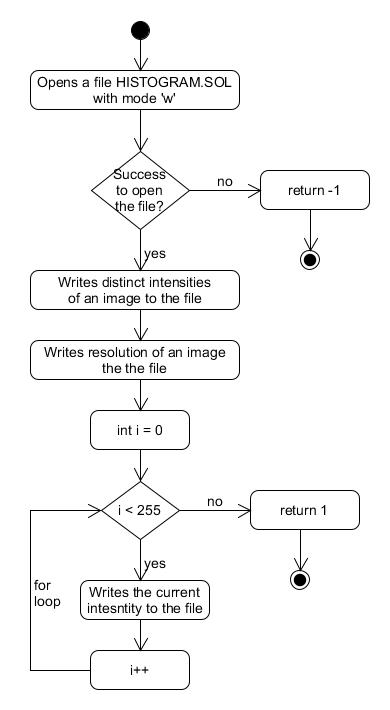 Opens a file HISTOGRAM.SOL
with mode 'w'
Success
to open
the file?
no
return -1
yes
Writes distinct intensities
of an image to the file
Writes resolution of an image
the the file
int i = 0
i < 255
no
return 1
yes
for
loop
Writes the current
intesntity to the file
i++